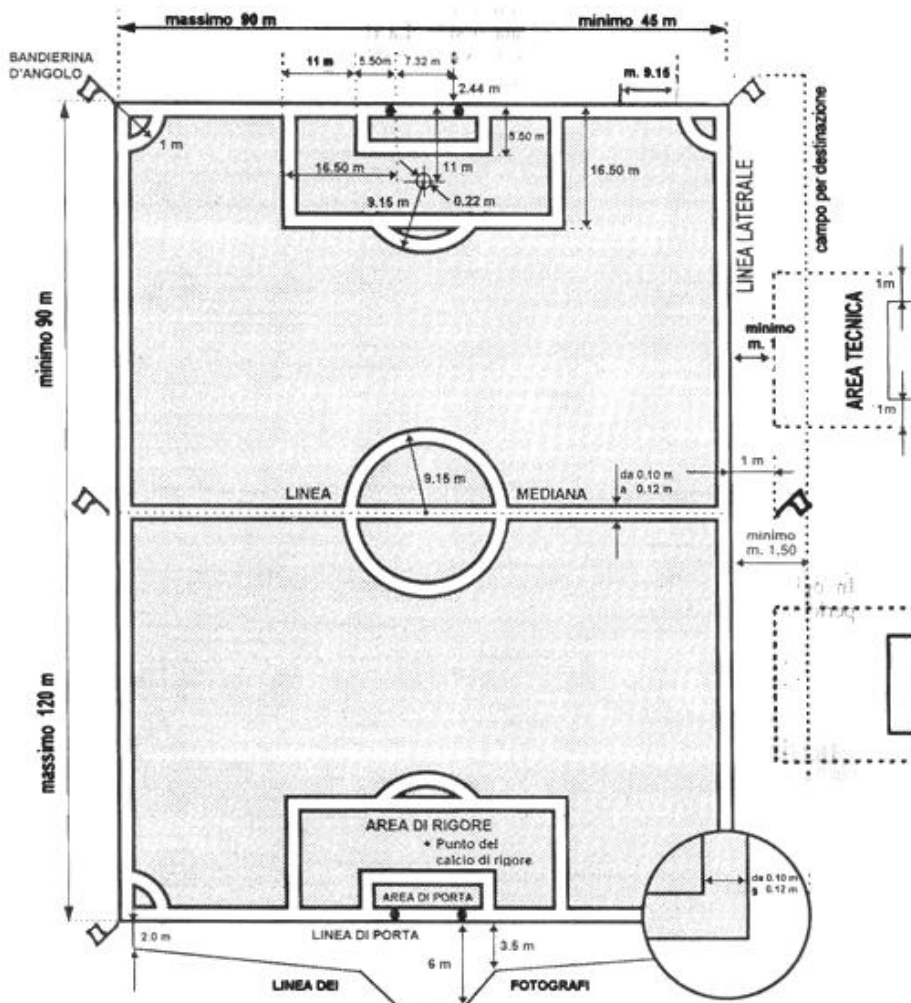 massimo 90 m
minimo 45 m
BANDIERINA
D'ANGOLO
11 m
5.50m
7.32 m
2.44 m
m. 9.15
1 m
5.50 m
16.50 m
11 m
16.50 m
9.15 m
0.22 m
LINEA LATERALE
campo per destinazione
minimo 90 m
1m
minimo
m. 1
AREA TECNICA
1m
9.15 m
da 0,10 m
a 0.12 m
1 m
LINEA
MEDIANA
minimo
m. 1,50
massimo 120 m
AREA DI RIGORE
Punto del
calcio di rigore
AREA DI PORTA
da 0.10 m
0.12 m
2.0 m
LINEA DI PORTA
3.5 m
6 m
LINEA DEI
FOTOGRAFI